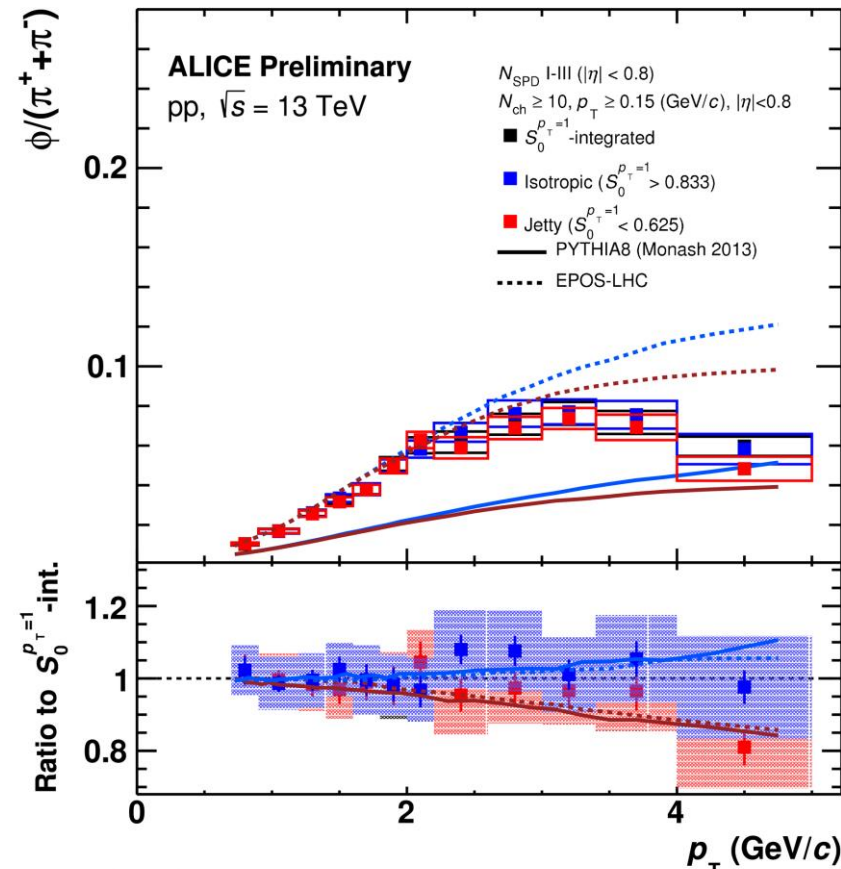 φ/(π⁺+π⁻)
ALICE Preliminary
pp, √s = 13 TeV
N_SPD I-III (|η| < 0.8)
N_ch ≥ 10, p_T ≥ 0.15 (GeV/c), |η|<0.8
S_0^{p_T=1}-integrated
Isotropic (S_0^{p_T=1} > 0.833)
Jetty (S_0^{p_T=1} < 0.625)
PYTHIA8 (Monash 2013)
EPOS-LHC
0.2
0.1
Ratio to S_0^{p_T=1}-int.
1.2
1
0.8
0 2 4
p_T (GeV/c)